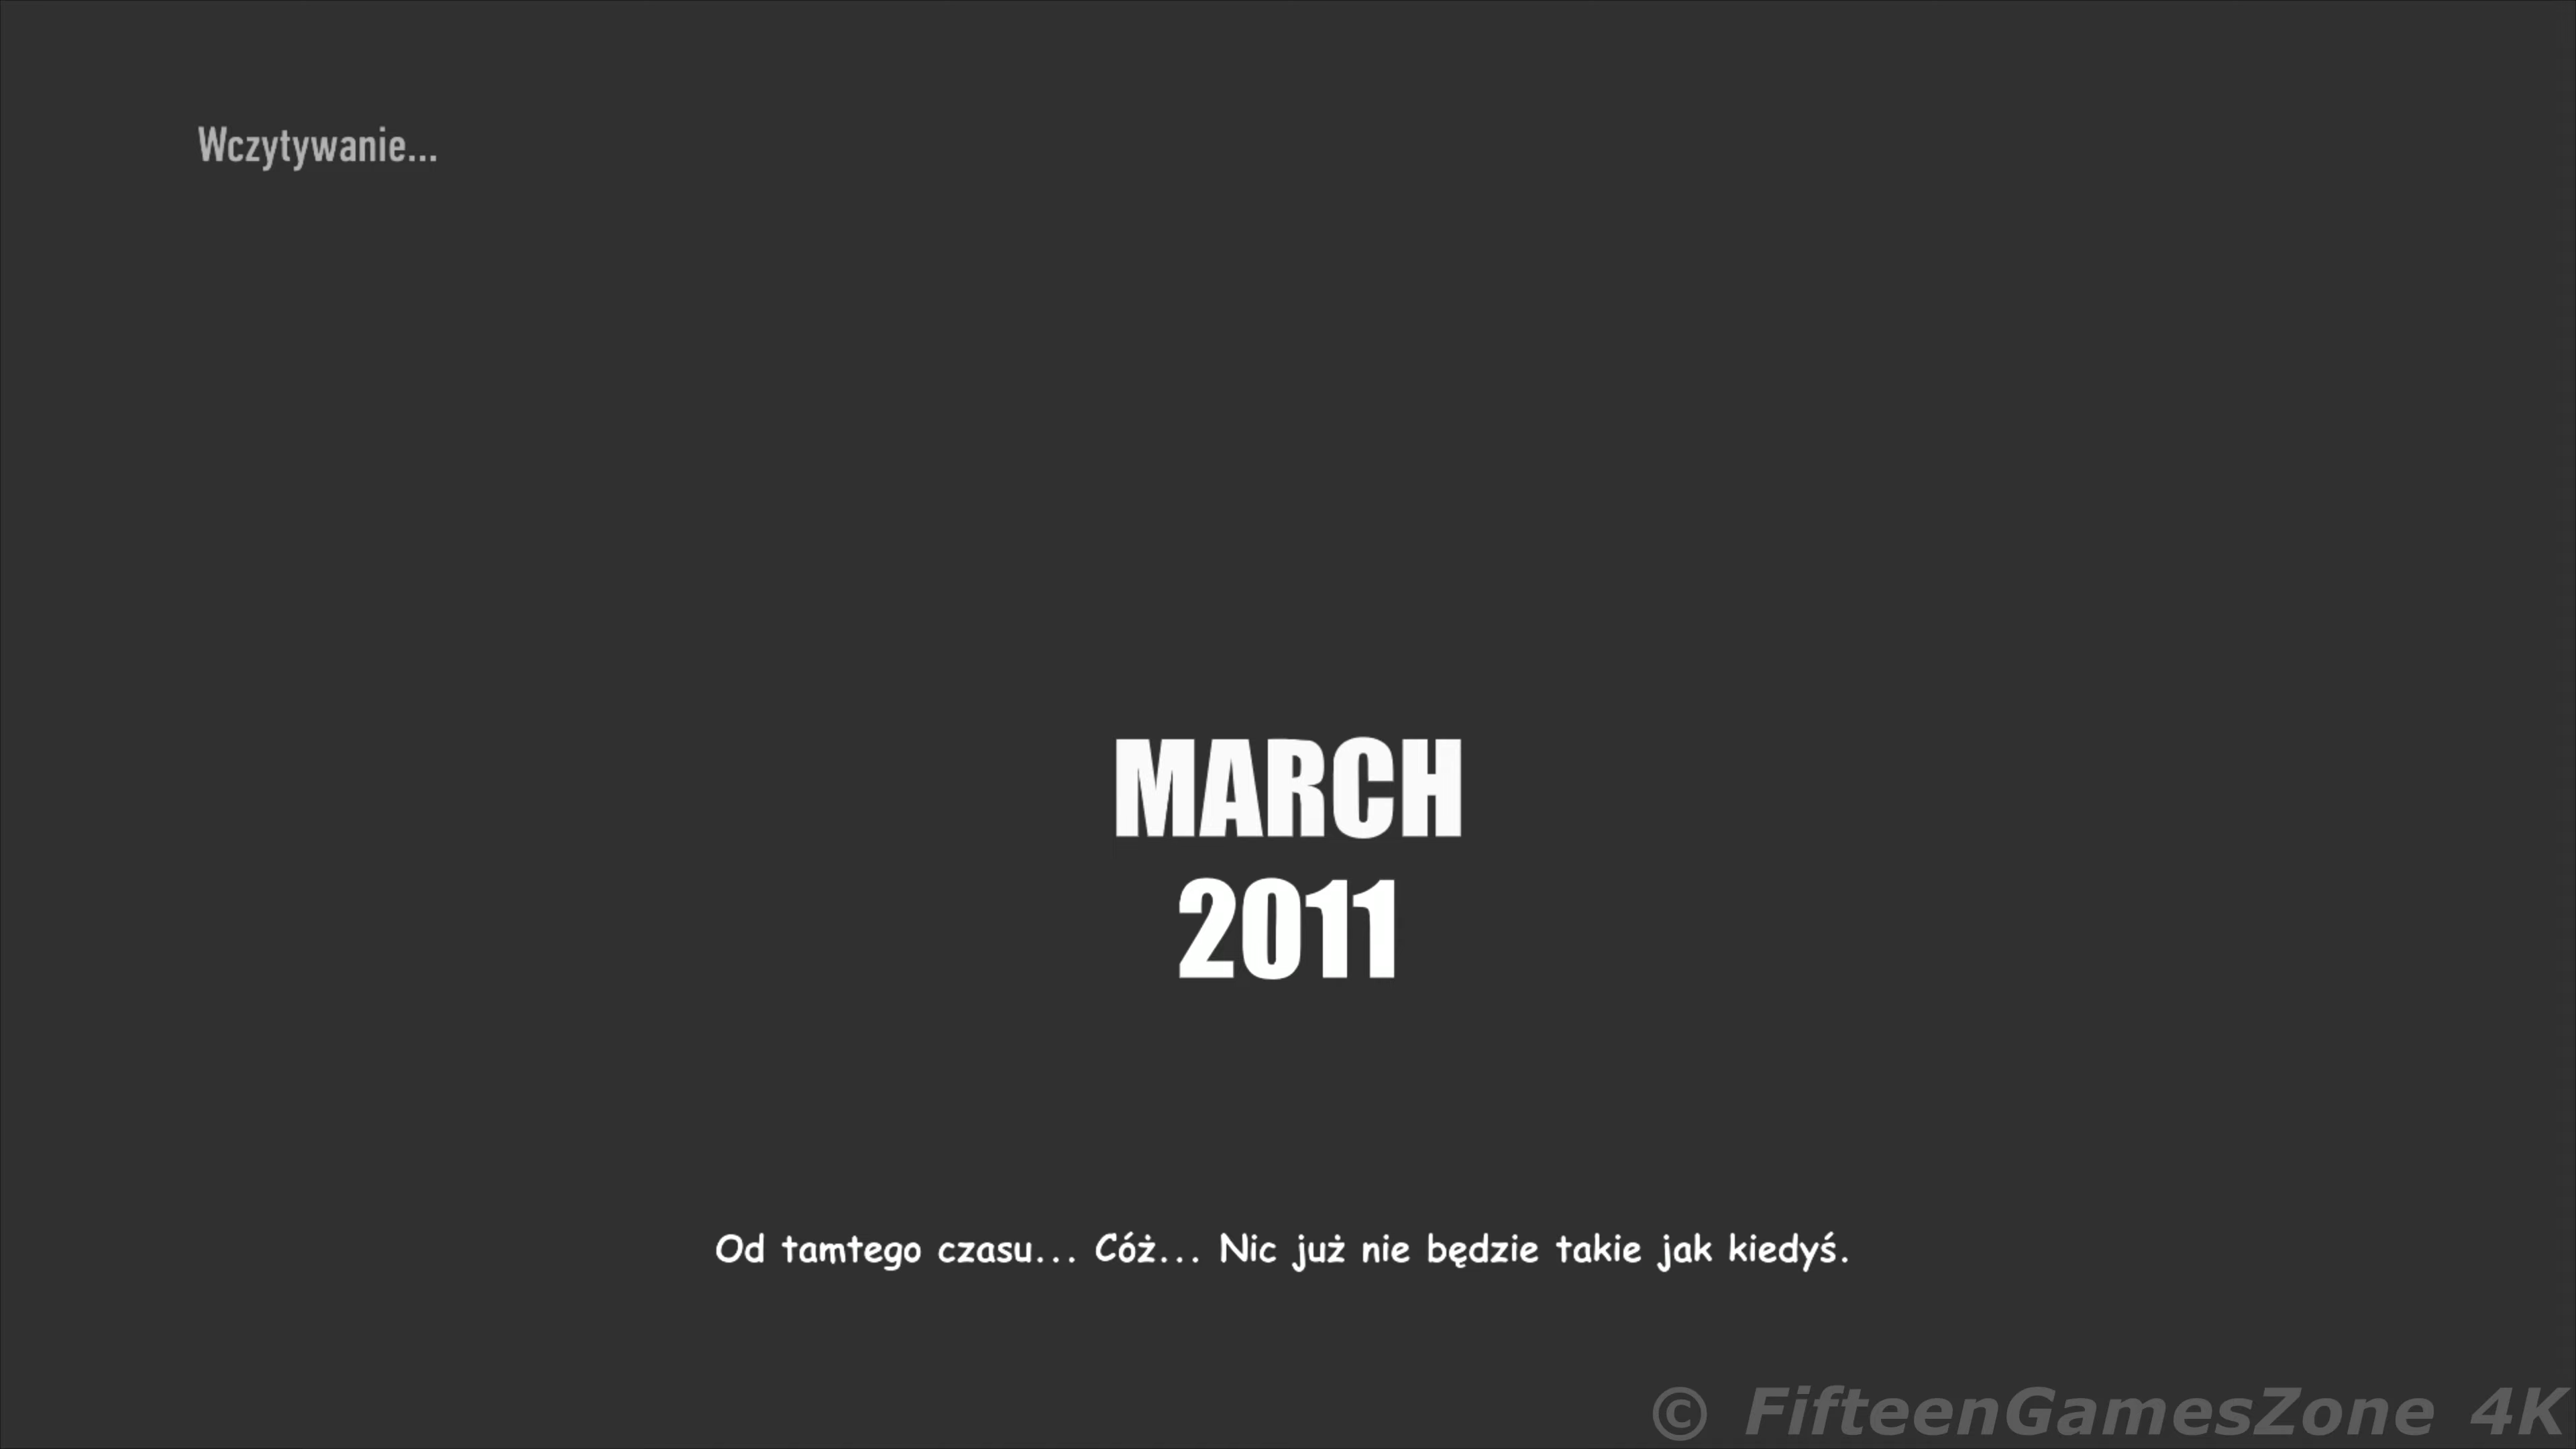 Wczytywanie...
MARCH
2011
Od tamtego czasu... Cóż... Nic już nie będzie takie jak kiedyś.
© FifteenGamesZone 4K